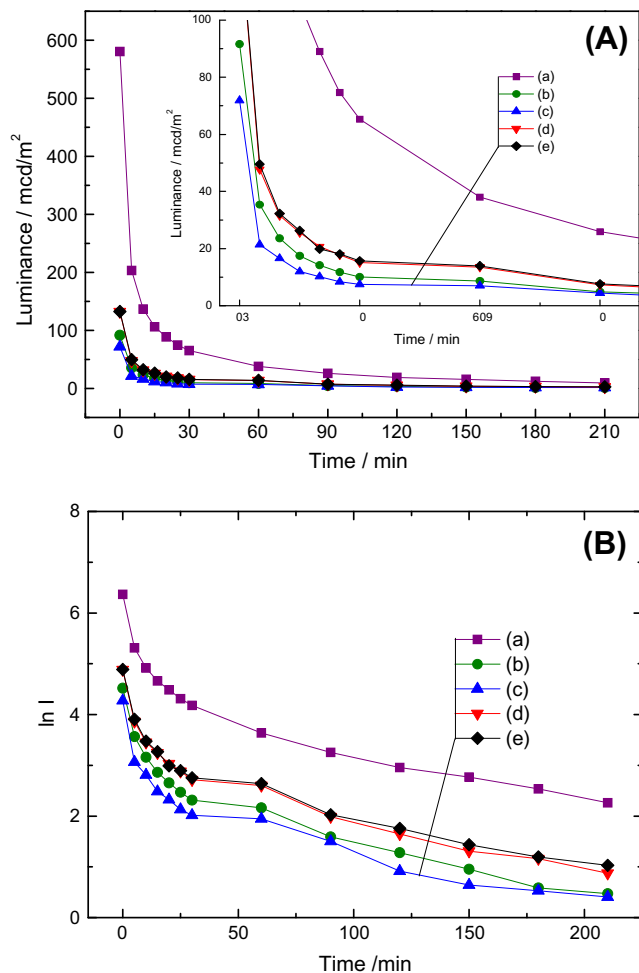 (A)
600
500
400
300
200
100
0
Luminance / mcd/m²
0 30 60 90 120 150 180 210
Time / min
100
80
60
40
20
0
Luminance / mcd/m²
03 0 609 0
Time / min
(a)
(b)
(c)
(d)
(e)
(B)
8
6
4
2
0
ln I
0 50 100 150 200
Time /min
(a)
(b)
(c)
(d)
(e)